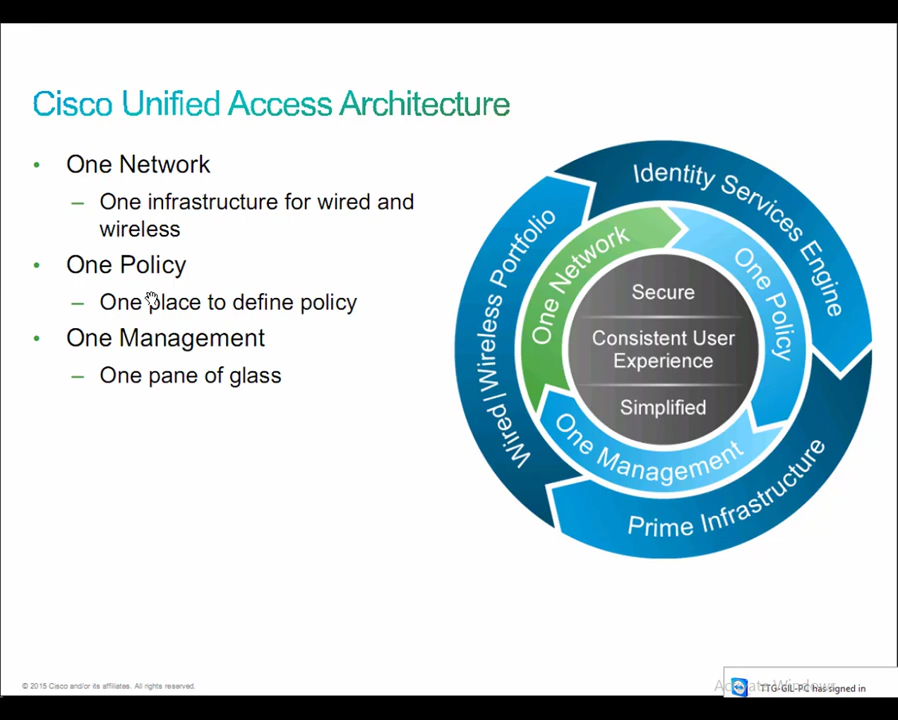 Cisco Unified Access Architecture
• One Network
– One infrastructure for wired and
wireless
• One Policy
– One place to define policy
• One Management
– One pane of glass
Identity Services Engine
Wired | Wireless Portfolio
Prime Infrastructure
One Network
One Policy
One Management
Secure
Consistent User
Experience
Simplified
© 2015 Cisco and/or its affiliates. All rights reserved.
Activate Windows
TTG-GIL-PC has signed in